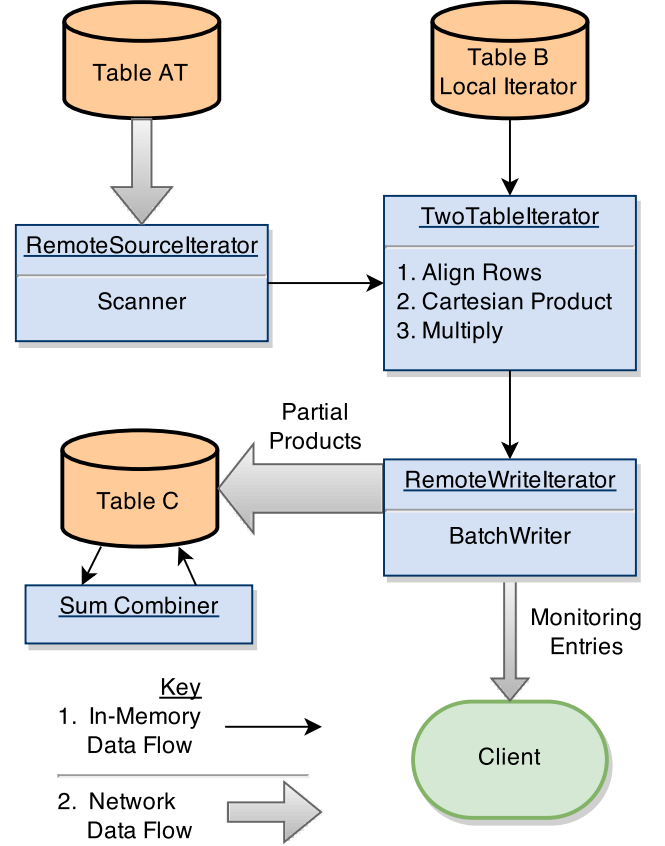 Table AT
Table B
Local Iterator
RemoteSourceIterator
Scanner
TwoTableIterator
1. Align Rows
2. Cartesian Product
3. Multiply
Partial
Products
Table C
RemoteWriteIterator
BatchWriter
Sum Combiner
Monitoring
Entries
Client
Key
1. In-Memory
Data Flow
2. Network
Data Flow